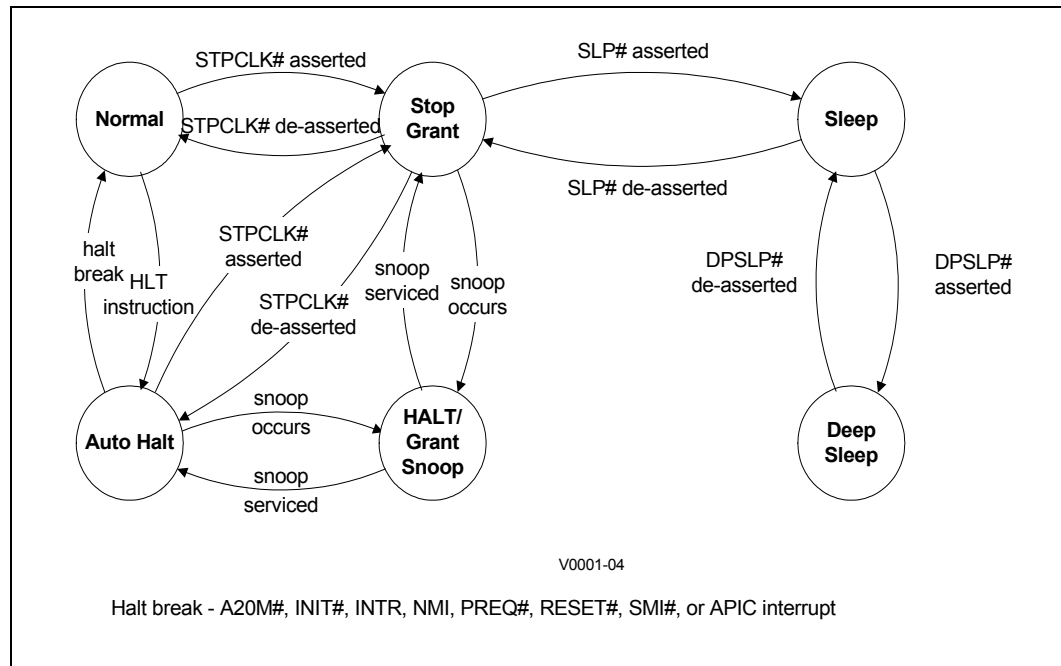 STPCLK# asserted
SLP# asserted
Normal
Stop
Grant
Sleep
STPCLK# de-asserted
SLP# de-asserted
halt
break
HLT
instruction
STPCLK#
asserted
STPCLK#
de-asserted
snoop
serviced
snoop
occurs
DPSLP#
de-asserted
DPSLP#
asserted
Auto Halt
snoop
occurs
HALT/
Grant
Snoop
snoop
serviced
Deep
Sleep
V0001-04
Halt break - A20M#, INIT#, INTR, NMI, PREQ#, RESET#, SMI#, or APIC interrupt